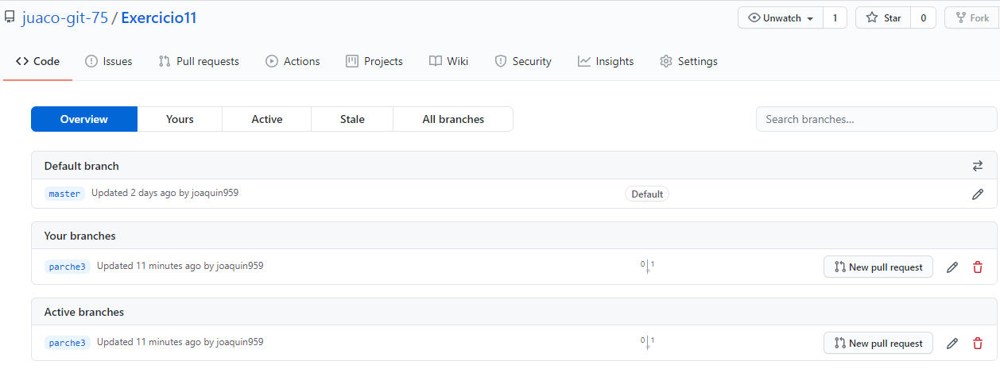 juaco-git-75 / Exercicio11 Unwatch 1 Star 0 Fork
Code Issues Pull requests Actions Projects Wiki Security Insights Settings
Overview Yours Active Stale All branches Search branches...
Default branch
master Updated 2 days ago by joaquin959 Default
Your branches
parche3 Updated 11 minutes ago by joaquin959 0 1 New pull request
Active branches
parche3 Updated 11 minutes ago by joaquin959 0 1 New pull request